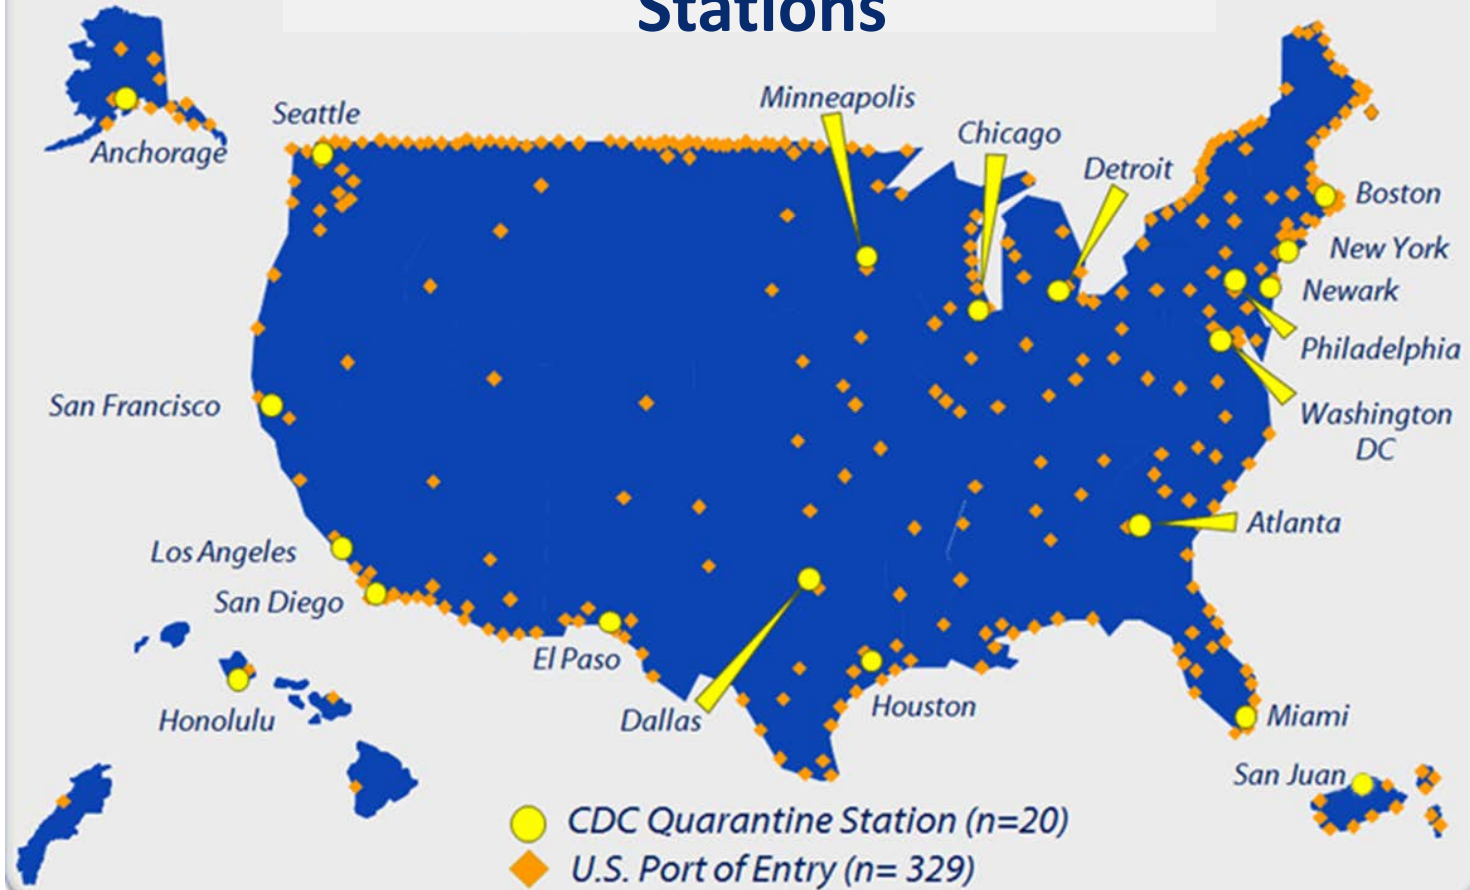 Stations
Minneapolis
Seattle
Chicago
Anchorage
Detroit
Boston
New York
Newark
Philadelphia
San Francisco
Washington
DC
Atlanta
Los Angeles
San Diego
El Paso
Honolulu
Dallas
Houston
Miami
San Juan
CDC Quarantine Station (n=20)
U.S. Port of Entry (n= 329)